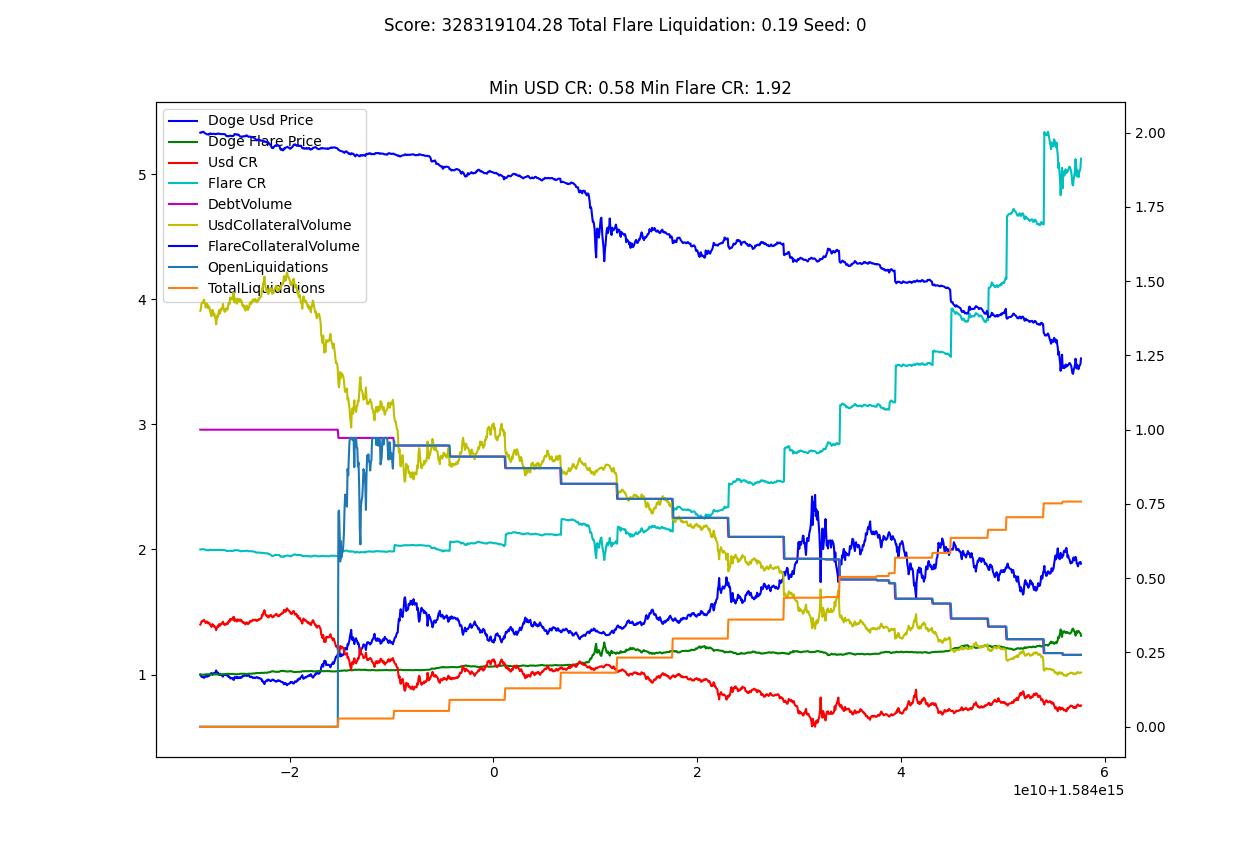 Score: 328319104.28 Total Flare Liquidation: 0.19 Seed: 0
Min USD CR: 0.58 Min Flare CR: 1.92
Doge Usd Price
Doge Flare Price
Usd CR
Flare CR
DebtVolume
UsdCollateralVolume
FlareCollateralVolume
OpenLiquidations
TotalLiquidations
5
4
3
2
1
2.00
1.75
1.50
1.25
1.00
0.75
0.50
0.25
0.00
−2
0
2
4
6
1e10+1.584e15